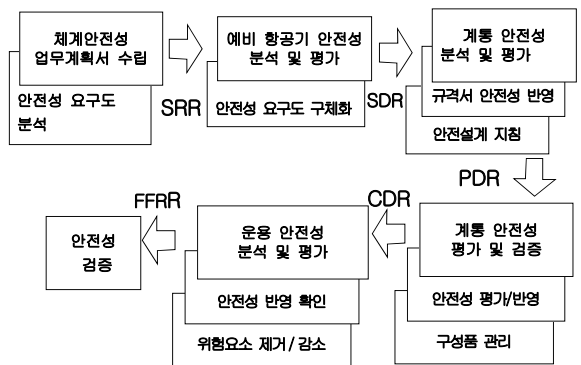 체계안전성
업무계획서 수립
안전성 요구도
분석
SRR
예비 항공기 안전성
분석 및 평가
안전성 요구도 구체화
SDR
계통 안전성
분석 및 평가
규격서 안전성 반영
안전설계 지침
PDR
계통 안전성
평가 및 검증
안전성 평가/반영
구성품 관리
CDR
운용 안전성
분석 및 평가
안전성 반영 확인
위험요소 제거/감소
FFRR
안전성
검증